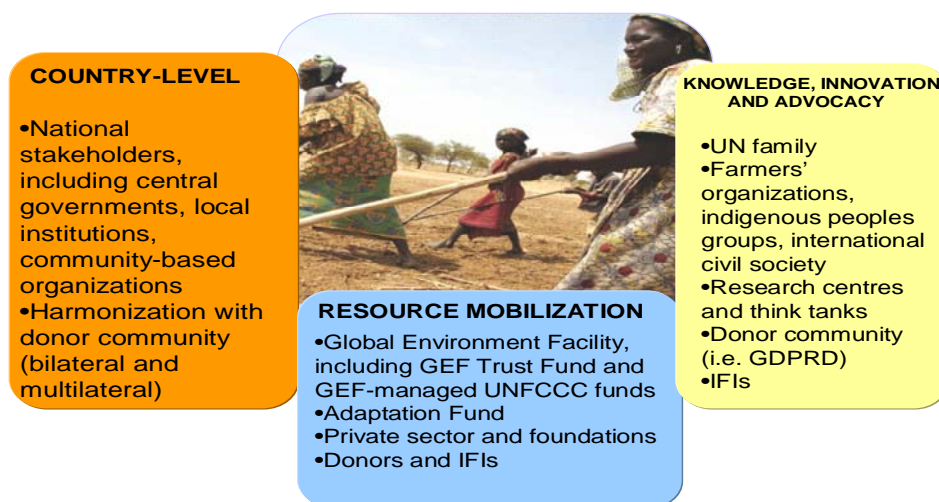 COUNTRY-LEVEL
•National
stakeholders,
including central
governments, local
institutions,
community-based
organizations
•Harmonization with
donor community
(bilateral and
multilateral)
RESOURCE MOBILIZATION
•Global Environment Facility,
including GEF Trust Fund and
GEF-managed UNFCCC funds
•Adaptation Fund
•Private sector and foundations
•Donors and IFIs
KNOWLEDGE, INNOVATION
AND ADVOCACY
•UN family
•Farmers’
organizations,
indigenous peoples
groups, international
civil society
•Research centres
and think tanks
•Donor community
(i.e. GDPRD)
•IFIs